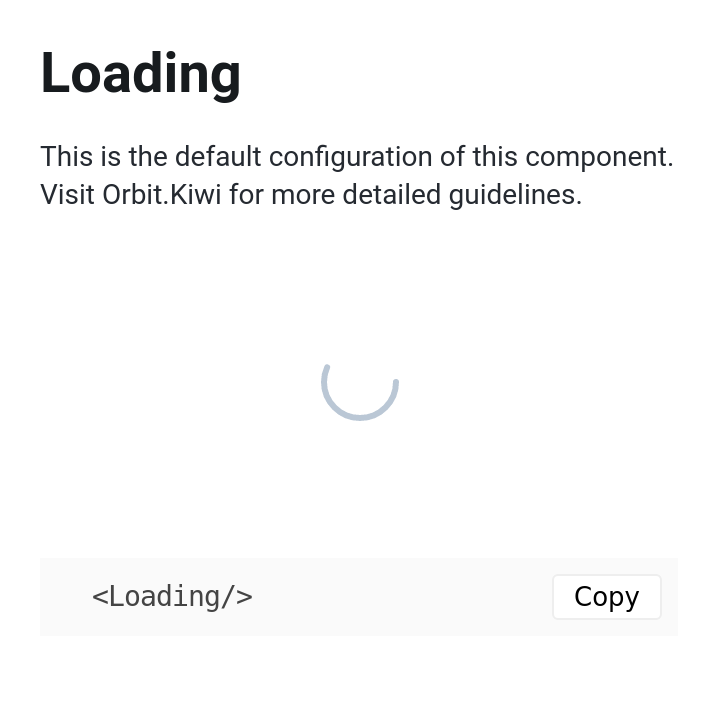 Loading
This is the default configuration of this component.
Visit Orbit.Kiwi for more detailed guidelines.
<Loading/>
Copy